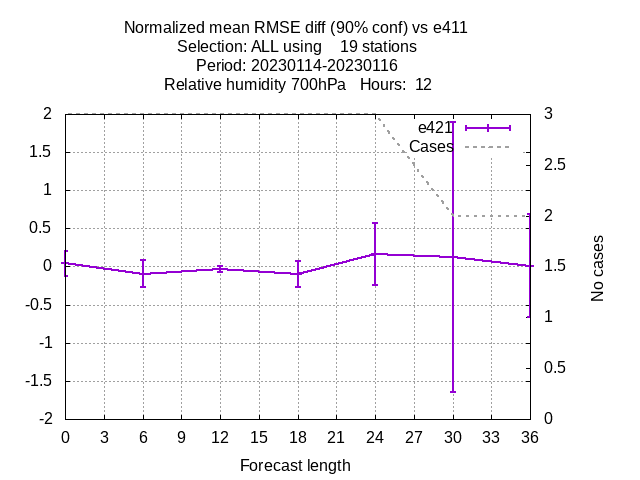 Normalized mean RMSE diff (90% conf) vs e411
Selection: ALL using    19 stations
Period: 20230114-20230116
Relative humidity 700hPa   Hours:  12
2
1.5
1
0.5
0
-0.5
-1
-1.5
-2
e421
Cases
3
2.5
2
1.5
1
0.5
0
No cases
0 3 6 9 12 15 18 21 24 27 30 33 36
Forecast length